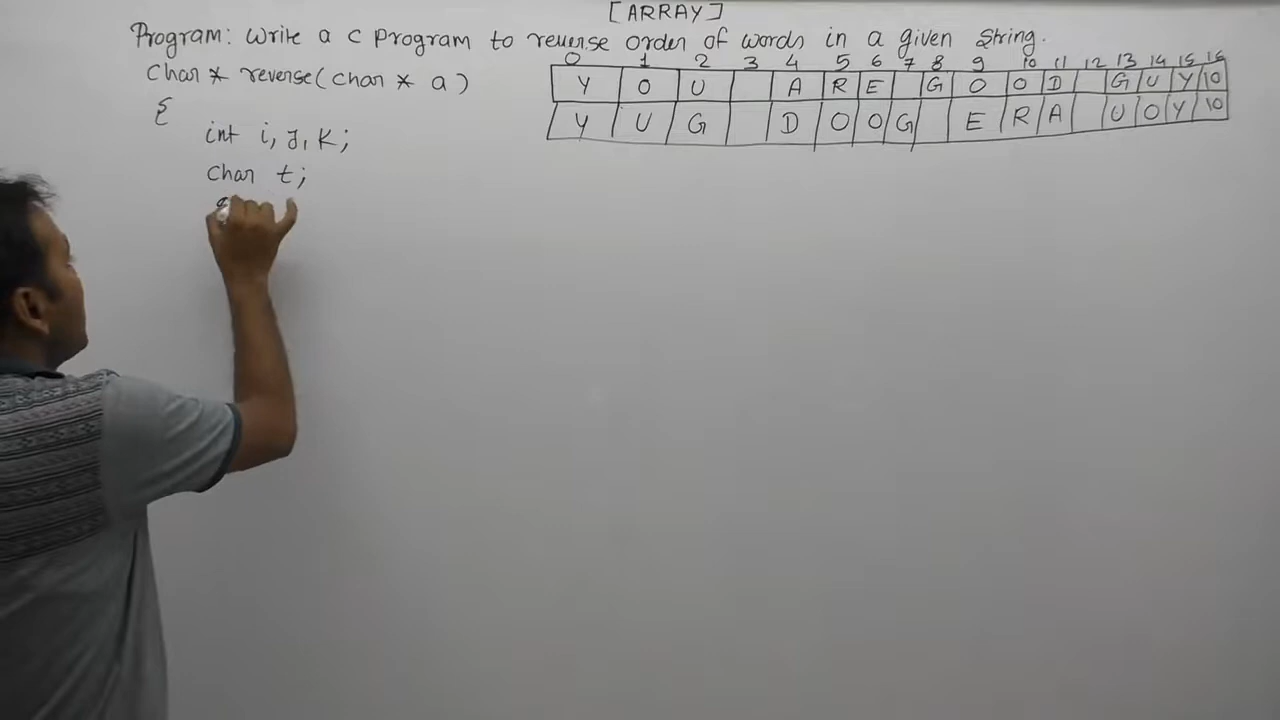 [ARRAY]
Program: Write a C program to reverse order of words in a given String.
Char* reverse(char * a)
{
int i, j, k;
Char t;
0 1 2 3 4 5 6 7 8 9 10 11 12 13 14 15 16
Y O U A R E G O O D G U Y \0
Y U G D O O G E R A U O Y \0